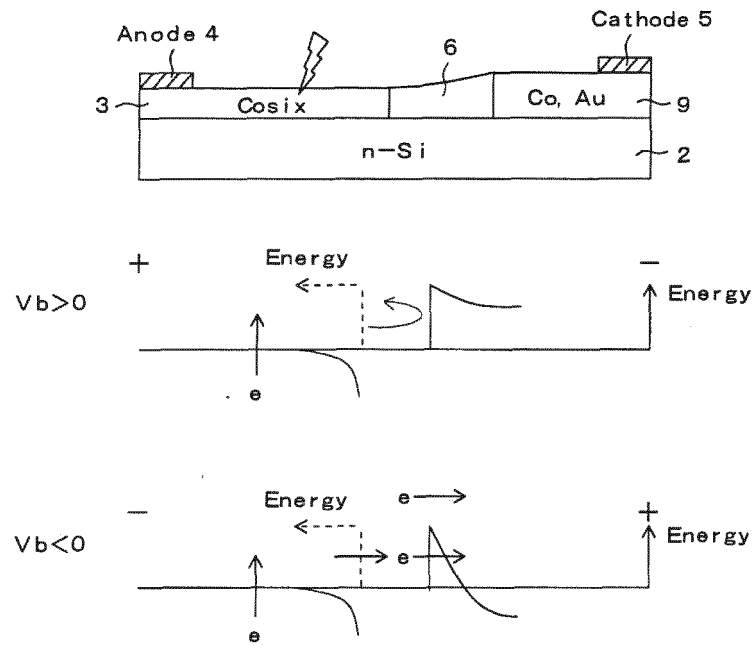 Anode 4
Cathode 5
6
3
Cosix
Co, Au
9
n-Si
2
+
Energy
−
Vb>0
Energy
e
−
Energy
e
+
Vb<0
e
Energy
e